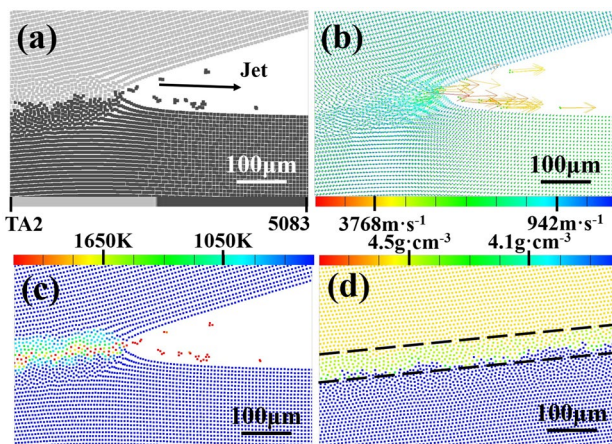 (a)
Jet
100μm
TA2 5083
(b)
100μm
3768m·s⁻¹ 942m·s⁻¹
1650K 1050K
(c)
100μm
4.5g·cm⁻³ 4.1g·cm⁻³
(d)
100μm